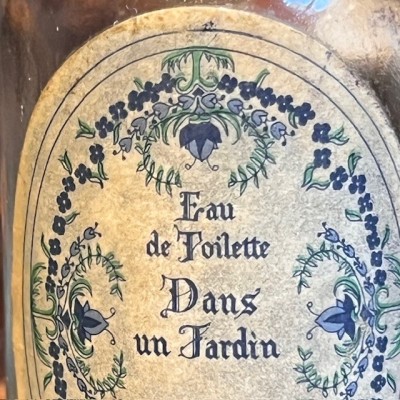 Eau
de Toilette
Dans
un Jardin